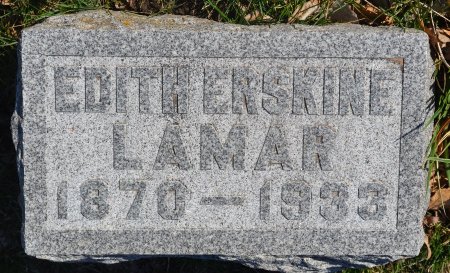 EDITH ERSKINE
LAMAR
1870 — 1933